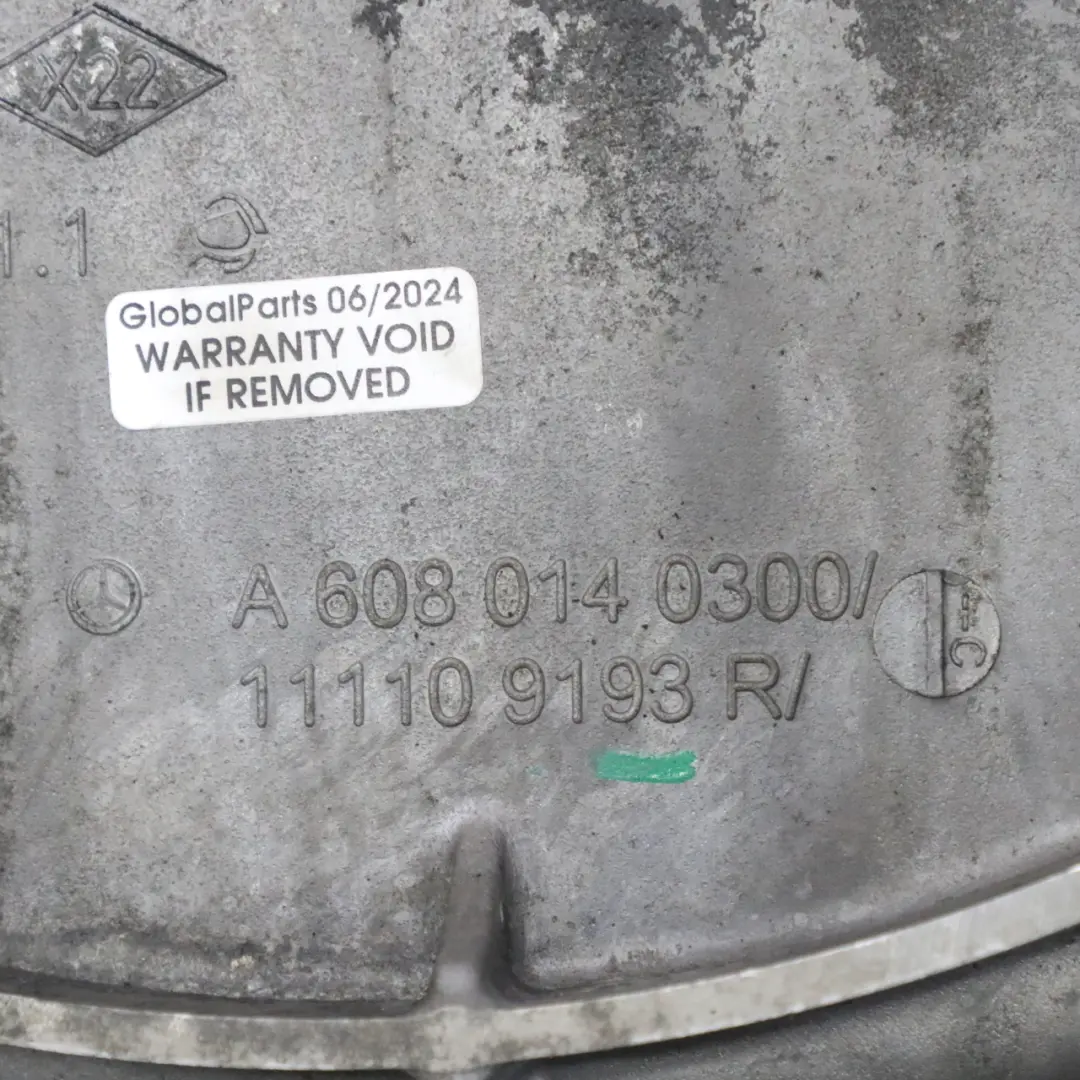 X22
1.1
GlobalParts 06/2024
WARRANTY VOID
IF REMOVED
A 608 014 0300/
11110 9193 R/
C